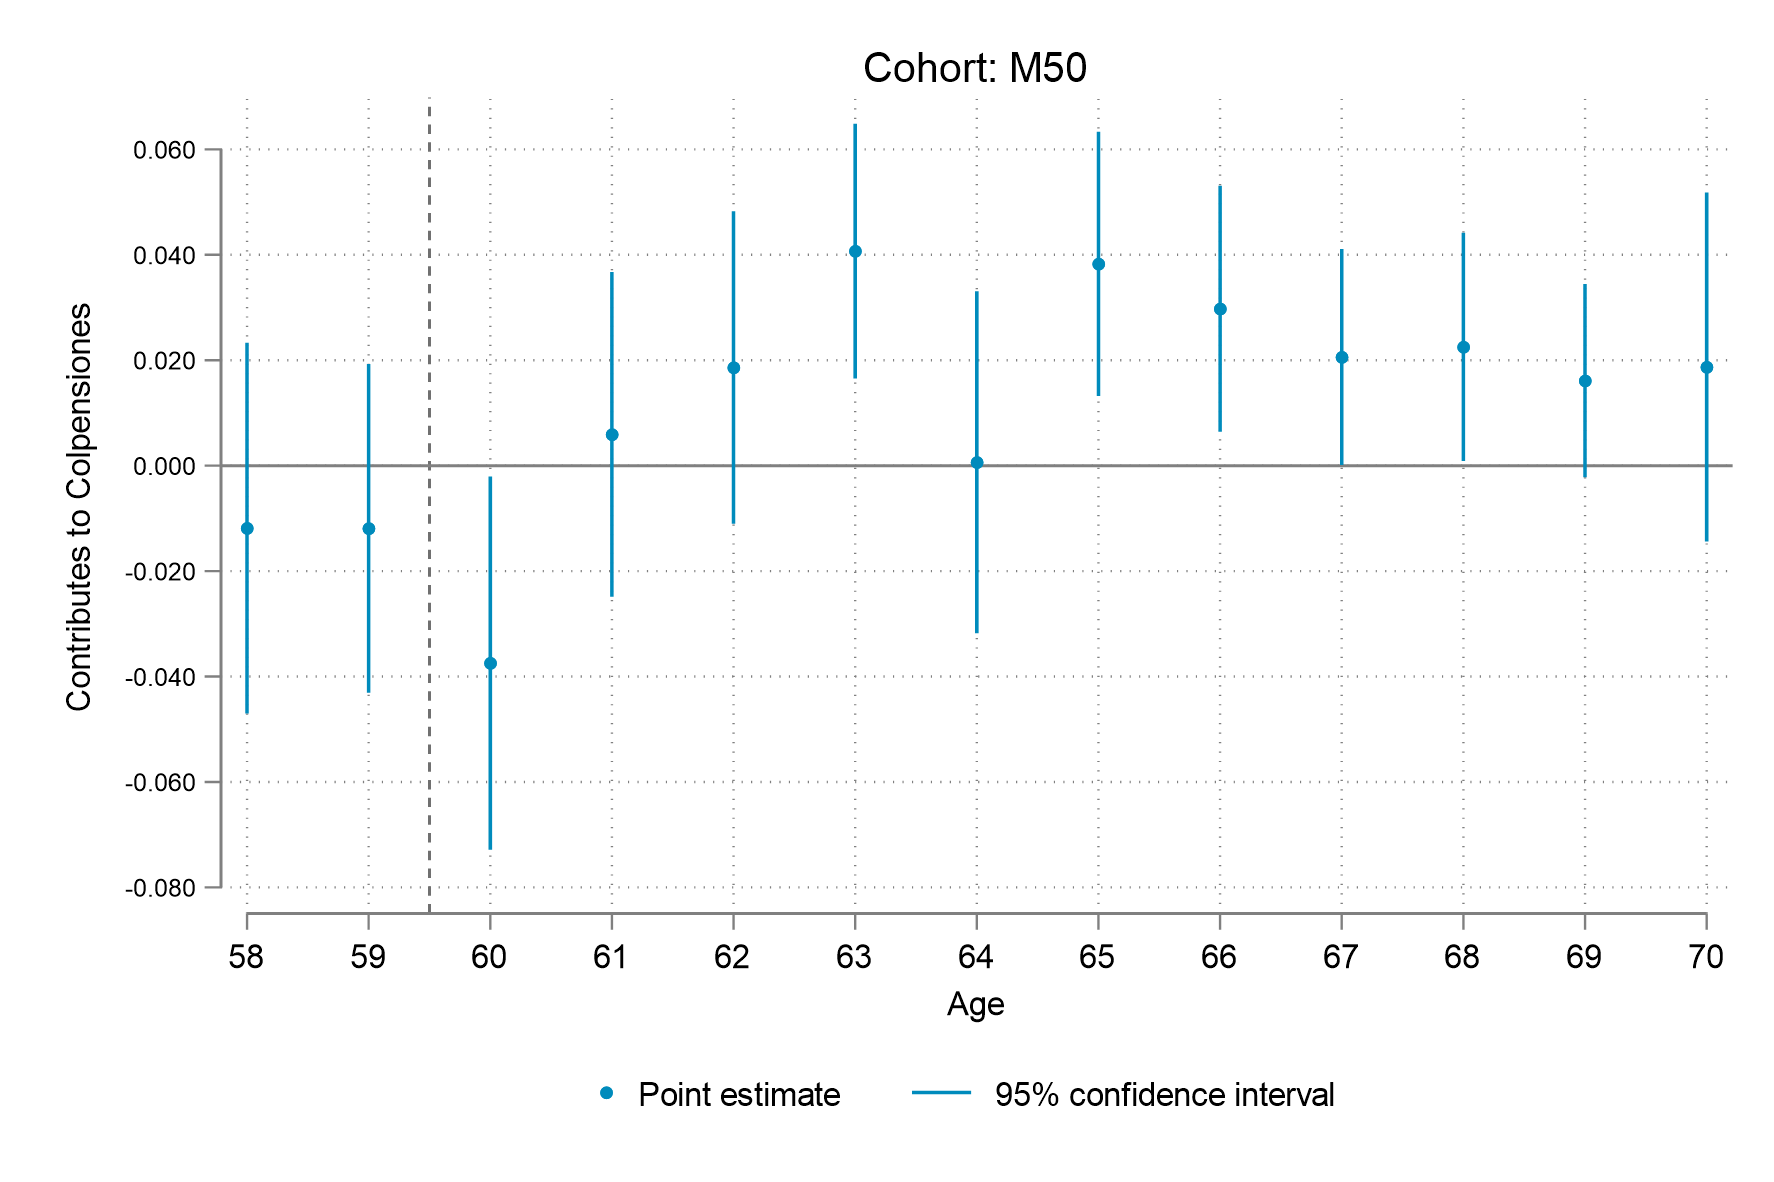 Cohort: M50
Contributes to Colpensiones
0.060
0.040
0.020
0.000
-0.020
-0.040
-0.060
-0.080
58 59 60 61 62 63 64 65 66 67 68 69 70
Age
Point estimate 95% confidence interval